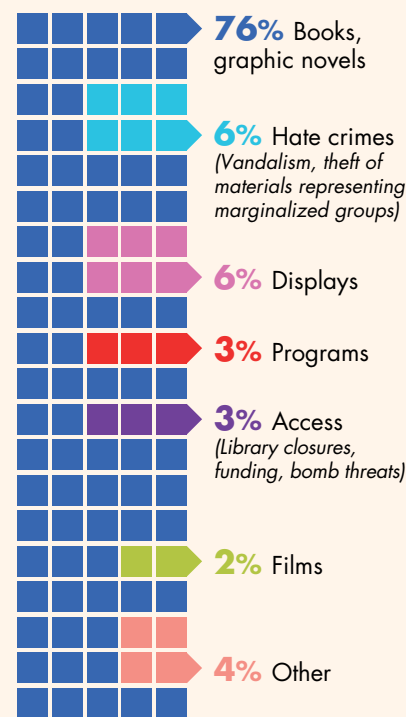 76% Books,
graphic novels
6% Hate crimes
(Vandalism, theft of
materials representing
marginalized groups)
6% Displays
3% Programs
3% Access
(Library closures,
funding, bomb threats)
2% Films
4% Other